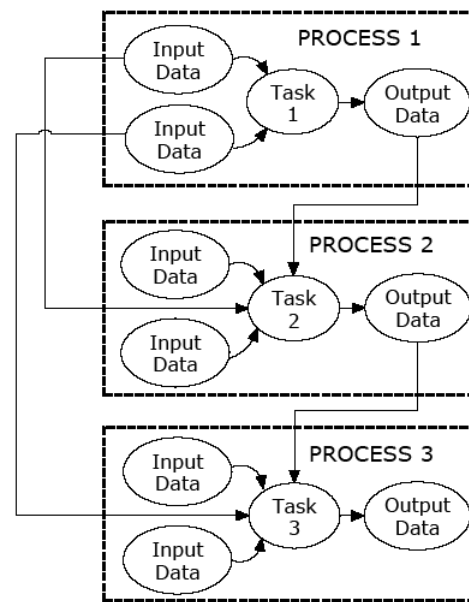 PROCESS 1
Input
Data
Input
Data
Task
1
Output
Data
PROCESS 2
Input
Data
Task
2
Output
Data
Input
Data
PROCESS 3
Input
Data
Task
3
Output
Data
Input
Data